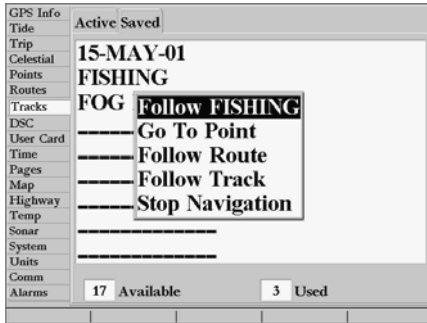 GPS Info
Tide
Trip
Celestial
Points
Routes
Tracks
DSC
User Card
Time
Pages
Map
Highway
Temp
Sonar
System
Units
Comm
Alarms
Active Saved
15-MAY-01
FISHING
FOG
Follow FISHING
Go To Point
Follow Route
Follow Track
Stop Navigation
17 Available 3 Used